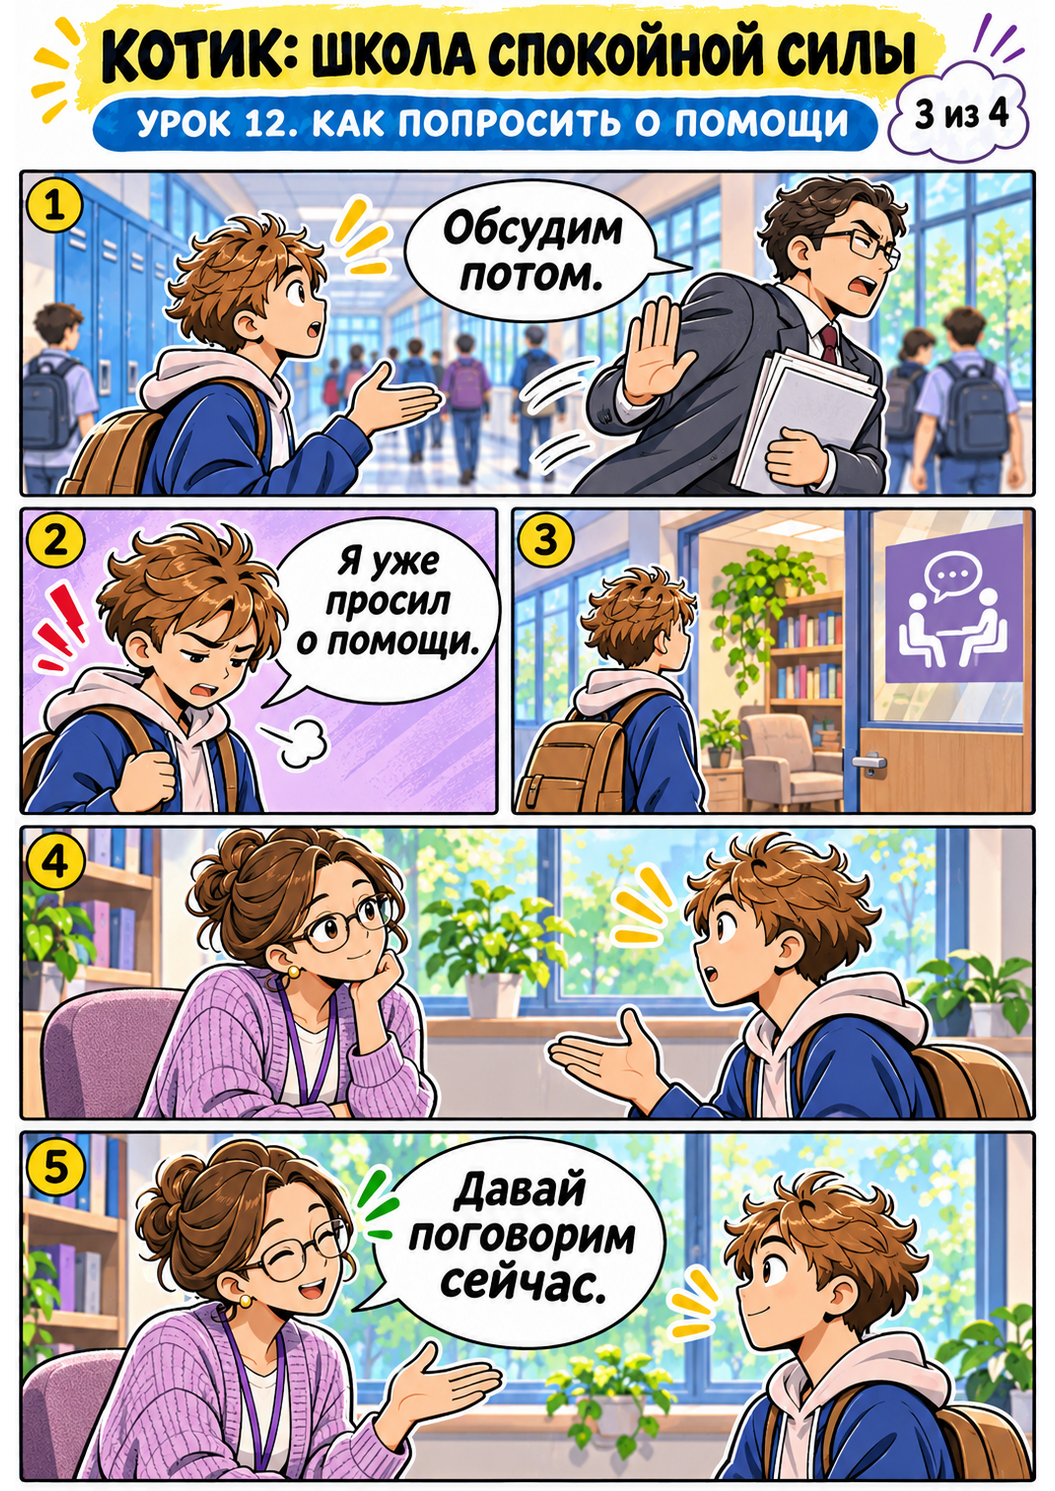 КОТИК: ШКОЛА СПОКОЙНОЙ СИЛЫ
УРОК 12. КАК ПОПРОСИТЬ О ПОМОЩИ
3 из 4
1
Обсудим
потом.
2
Я уже
просил
о помощи.
3
4
5
Давай
поговорим
сейчас.